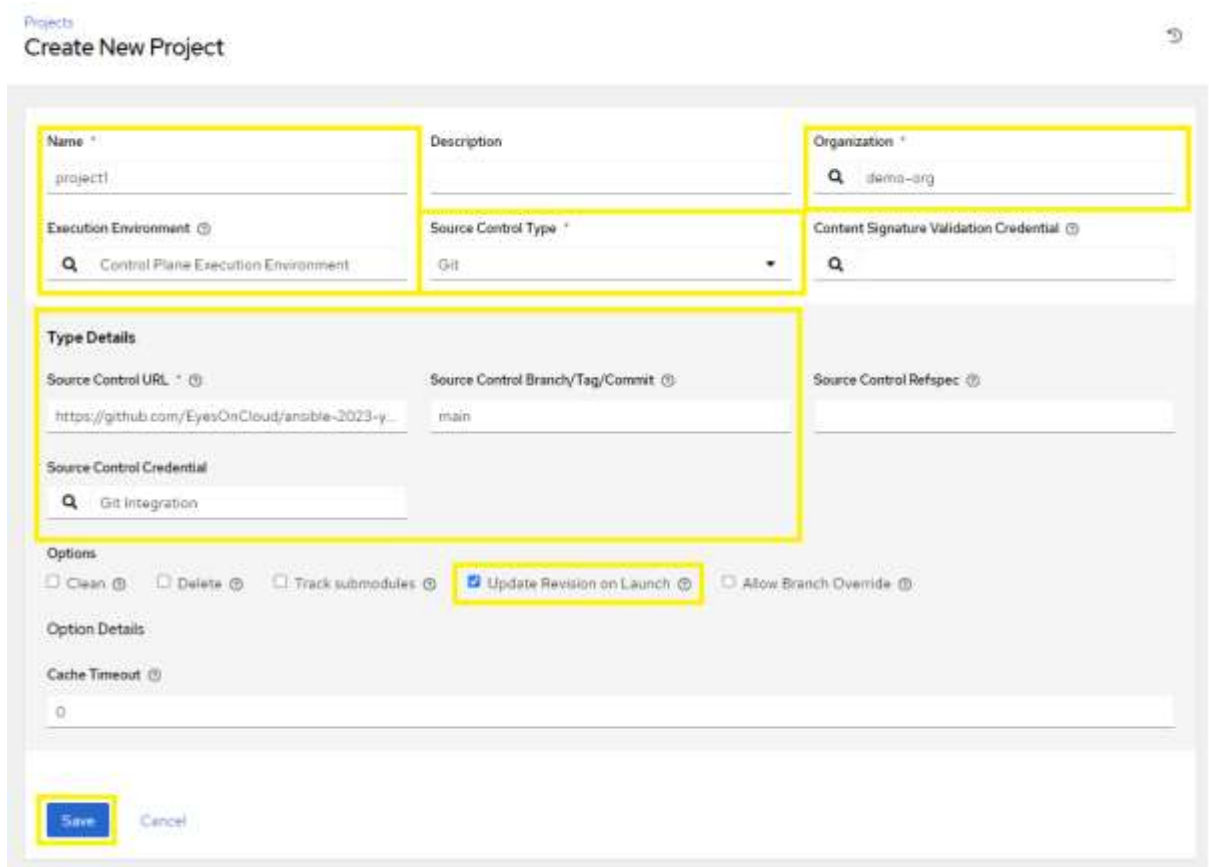 Projects
Create New Project
Name * Description Organization *
project1 demo-org
Execution Environment Source Control Type * Content Signature Validation Credential
Control Plane Execution Environment Git
Type Details
Source Control URL * Source Control Branch/Tag/Commit Source Control Refspec
https://github.com/EyesOnCloud/ansible-2023-y... main
Source Control Credential
Git Integration
Options
Clean Delete Track submodules Update Revision on Launch Allow Branch Override
Option Details
Cache Timeout
0
Save Cancel